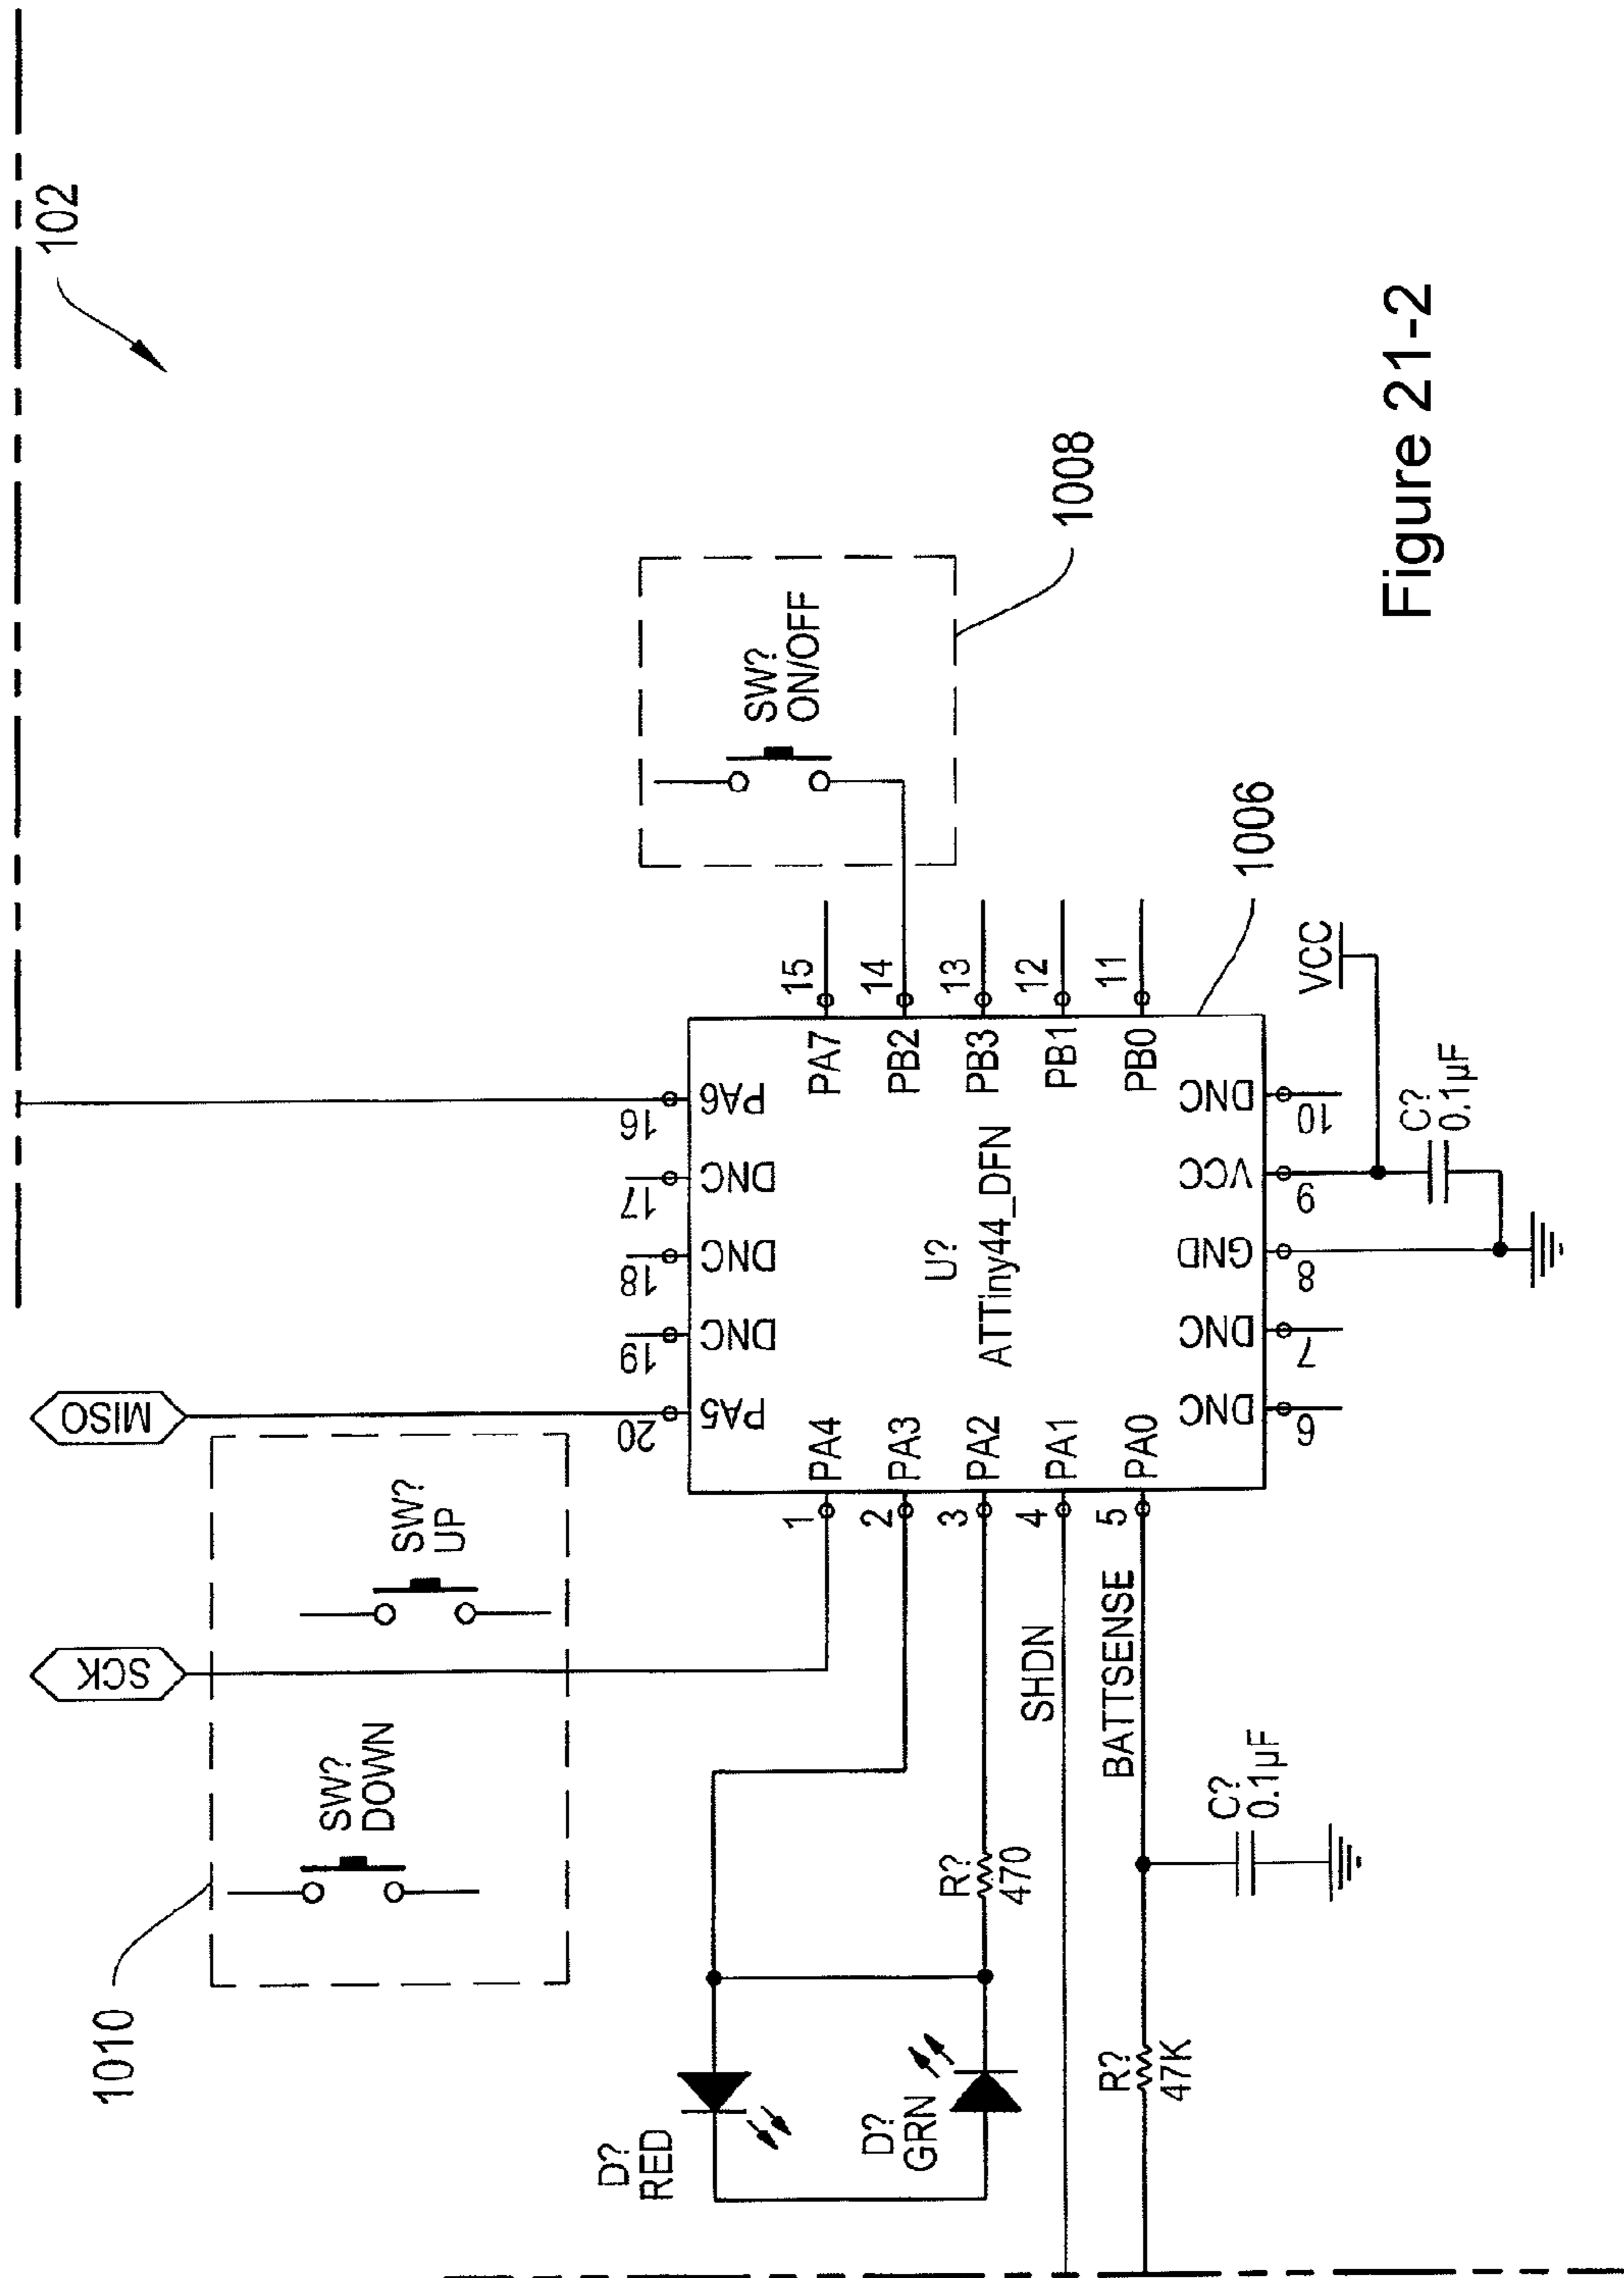 102
MISO
SCK
1010
SW?
DOWN
SW?
UP
SW?
ON/OFF
1008
20
19
18
17
16
PA5
DNC
DNC
DNC
PA6
1
PA4
2
PA3
3
PA2
4
PA1
5
PA0
PA7
15
PB2
14
PB3
13
PB1
12
PB0
11
U?
ATTiny44_DFN
DNC
DNC
GND
VCC
DNC
6
7
8
9
10
1006
VCC
C?
0.1µF
D?
RED
D?
GRN
R?
470
SHDN
BATTSENSE
R?
47K
C?
0.1µF
Figure 21-2